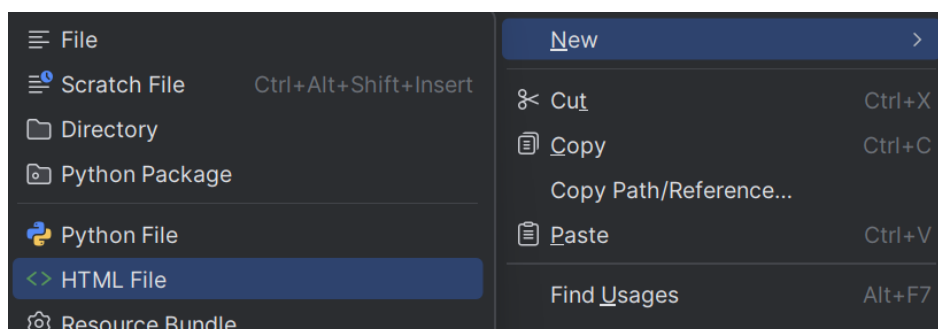 File
Scratch File Ctrl+Alt+Shift+Insert
Directory
Python Package
Python File
HTML File
Resource Bundle
New
Cut Ctrl+X
Copy Ctrl+C
Copy Path/Reference...
Paste Ctrl+V
Find Usages Alt+F7